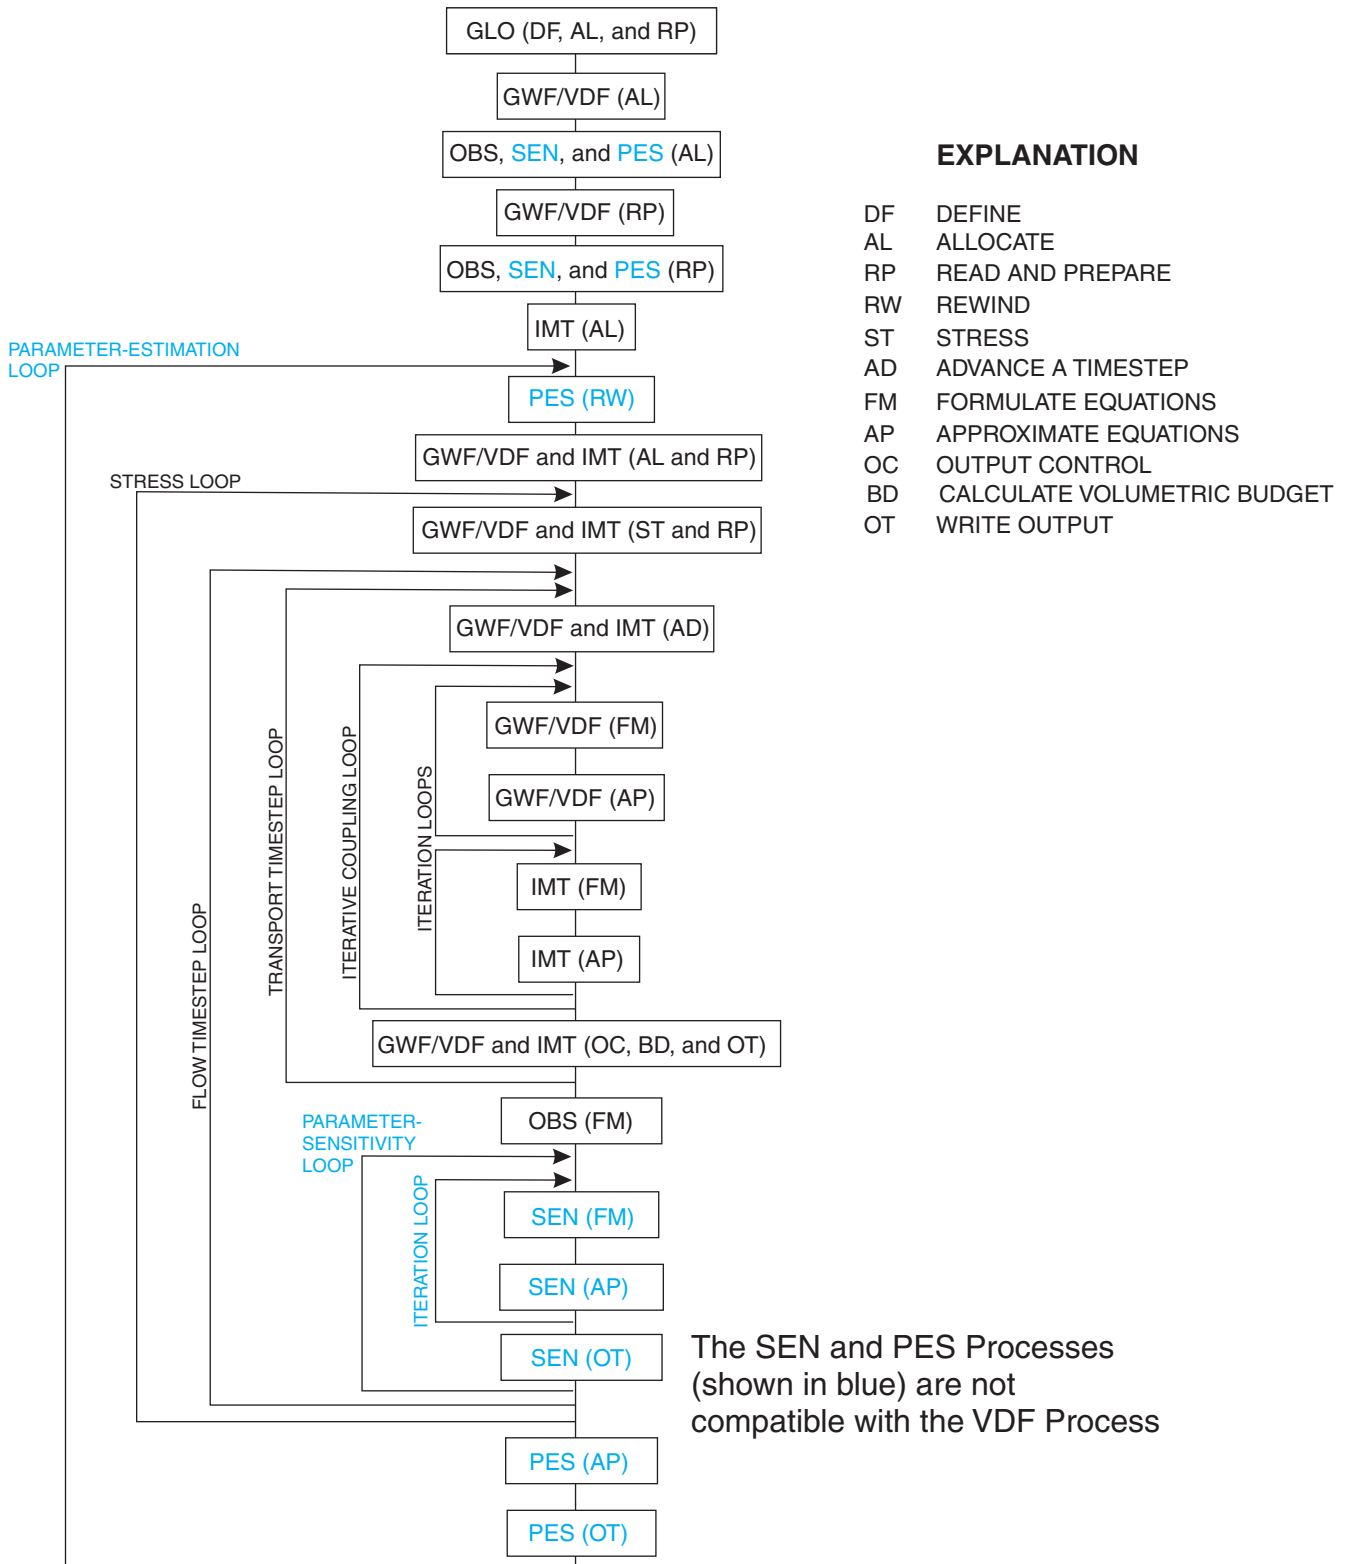 GLO (DF, AL, and RP)
GWF/VDF (AL)
OBS, SEN, and PES (AL)
GWF/VDF (RP)
OBS, SEN, and PES (RP)
IMT (AL)
PARAMETER-ESTIMATION
LOOP
PES (RW)
GWF/VDF and IMT (AL and RP)
STRESS LOOP
GWF/VDF and IMT (ST and RP)
GWF/VDF and IMT (AD)
GWF/VDF (FM)
GWF/VDF (AP)
IMT (FM)
IMT (AP)
FLOW TIMESTEP LOOP
TRANSPORT TIMESTEP LOOP
ITERATIVE COUPLING LOOP
ITERATION LOOPS
GWF/VDF and IMT (OC, BD, and OT)
OBS (FM)
PARAMETER-
SENSITIVITY
LOOP
ITERATION LOOP
SEN (FM)
SEN (AP)
SEN (OT)
PES (AP)
PES (OT)
EXPLANATION
DF DEFINE
AL ALLOCATE
RP READ AND PREPARE
RW REWIND
ST STRESS
AD ADVANCE A TIMESTEP
FM FORMULATE EQUATIONS
AP APPROXIMATE EQUATIONS
OC OUTPUT CONTROL
BD CALCULATE VOLUMETRIC BUDGET
OT WRITE OUTPUT
The SEN and PES Processes
(shown in blue) are not
compatible with the VDF Process